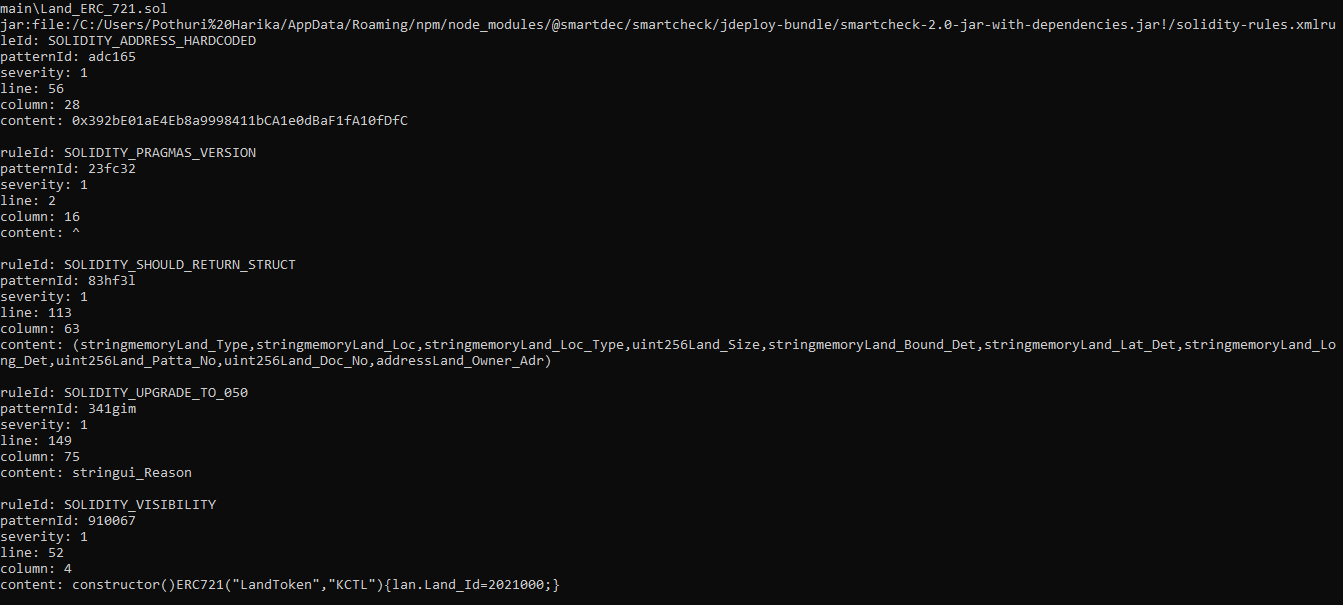 main\Land_ERC_721.sol
jar:file:/C:/Users/Pothuri%20Harika/AppData/Roaming/npm/node_modules/@smartdec/smartcheck/jdeploy-bundle/smartcheck-2.0-jar-with-dependencies.jar!/solidity-rules.xmlru
leId: SOLIDITY_ADDRESS_HARDCODED
patternId: adc165
severity: 1
line: 56
column: 28
content: 0x392bE01aE4Eb8a9998411bCA1e0dBaF1fA10fDfC

ruleId: SOLIDITY_PRAGMAS_VERSION
patternId: 23fc32
severity: 1
line: 2
column: 16
content: ^

ruleId: SOLIDITY_SHOULD_RETURN_STRUCT
patternId: 83hf3l
severity: 1
line: 113
column: 63
content: (stringmemoryLand_Type,stringmemoryLand_Loc,stringmemoryLand_Loc_Type,uint256Land_Size,stringmemoryLand_Bound_Det,stringmemoryLand_Lat_Det,stringmemoryLand_Lo
ng_Det,uint256Land_Patta_No,uint256Land_Doc_No,addressLand_Owner_Adr)

ruleId: SOLIDITY_UPGRADE_TO_050
patternId: 341gim
severity: 1
line: 149
column: 75
content: stringui_Reason

ruleId: SOLIDITY_VISIBILITY
patternId: 910067
severity: 1
line: 52
column: 4
content: constructor()ERC721("LandToken","KCTL"){lan.Land_Id=2021000;}